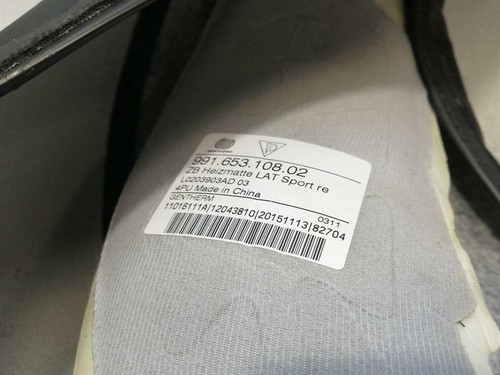 991.653.108.02
ZB Heizmatte LAT Sport re
L0203903AD 03
4PU Made in China
GENTHERM 0311
11016111A|12043810|20151113|82704